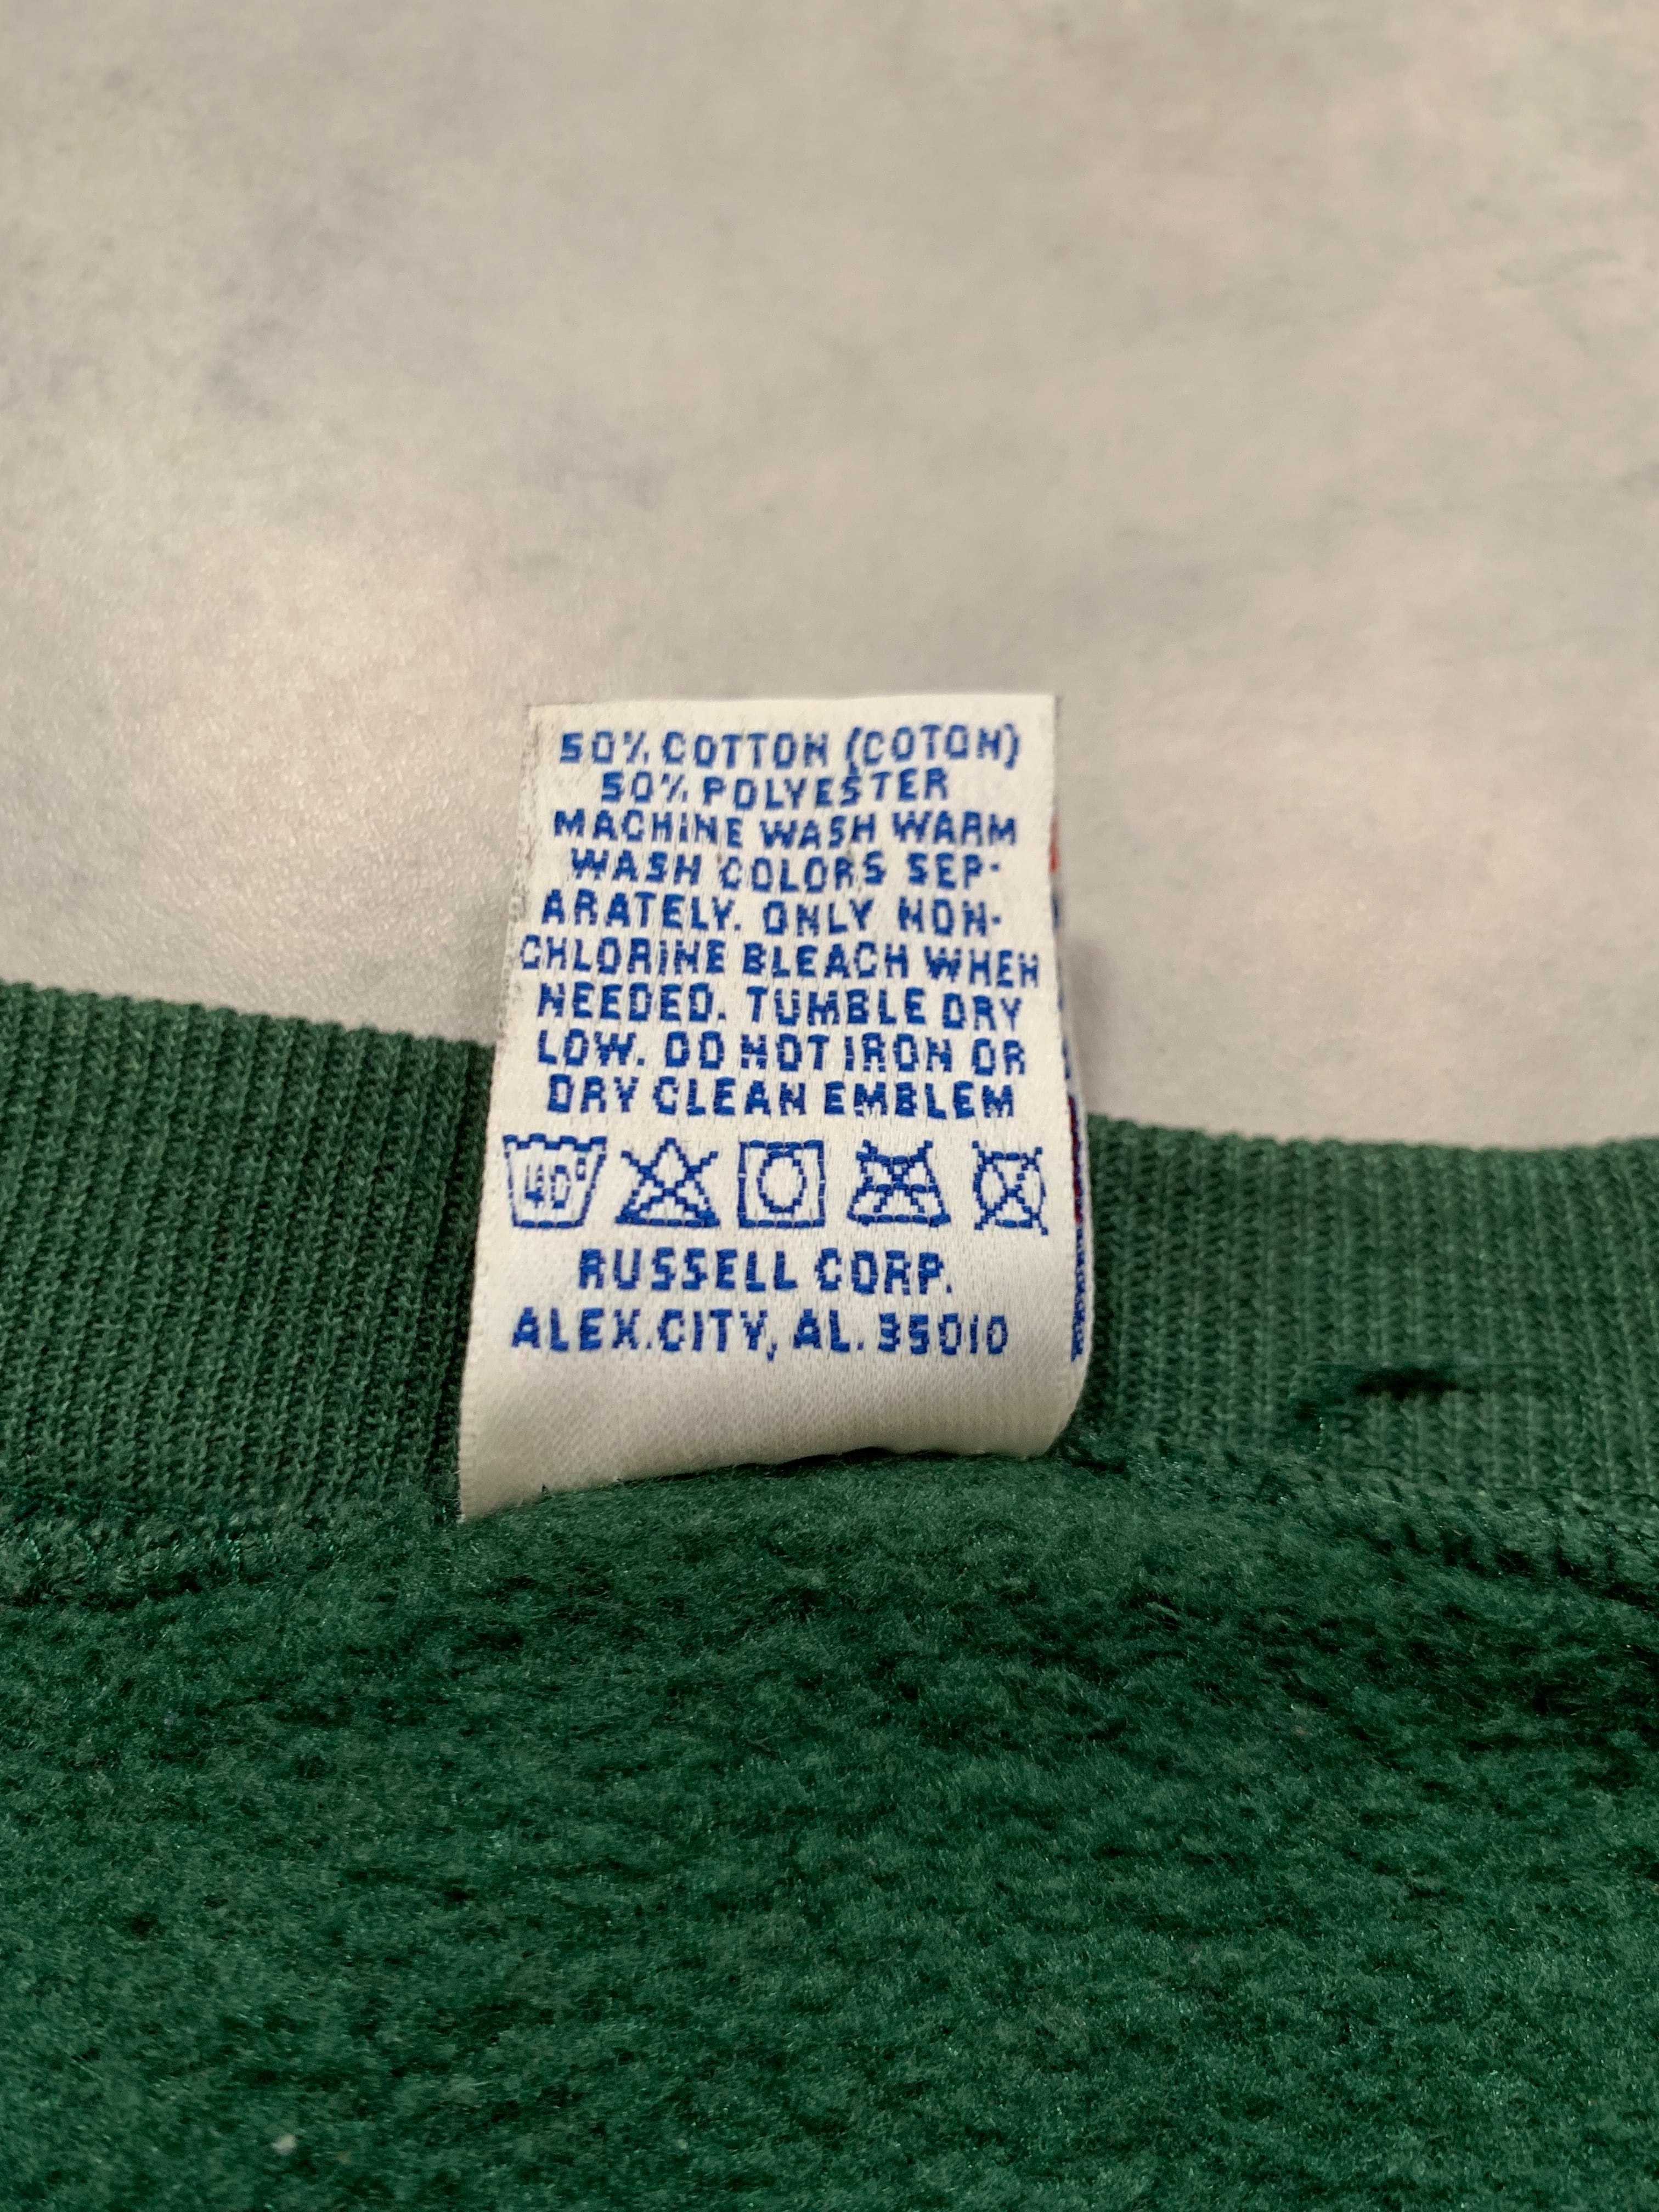 50% COTTON (COTON)
50% POLYESTER
MACHINE WASH WARM
WASH COLORS SEP-
ARATELY. ONLY NON-
CHLORINE BLEACH WHEN
NEEDED. TUMBLE DRY
LOW. DO NOT IRON OR
DRY CLEAN EMBLEM
40°
RUSSELL CORP.
ALEX.CITY, AL. 35010